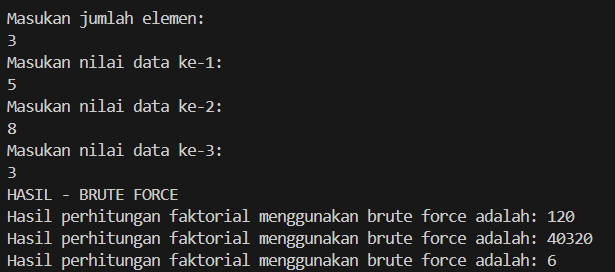 Masukan jumlah elemen:
3
Masukan nilai data ke-1:
5
Masukan nilai data ke-2:
8
Masukan nilai data ke-3:
3
HASIL - BRUTE FORCE
Hasil perhitungan faktorial menggunakan brute force adalah: 120
Hasil perhitungan faktorial menggunakan brute force adalah: 40320
Hasil perhitungan faktorial menggunakan brute force adalah: 6